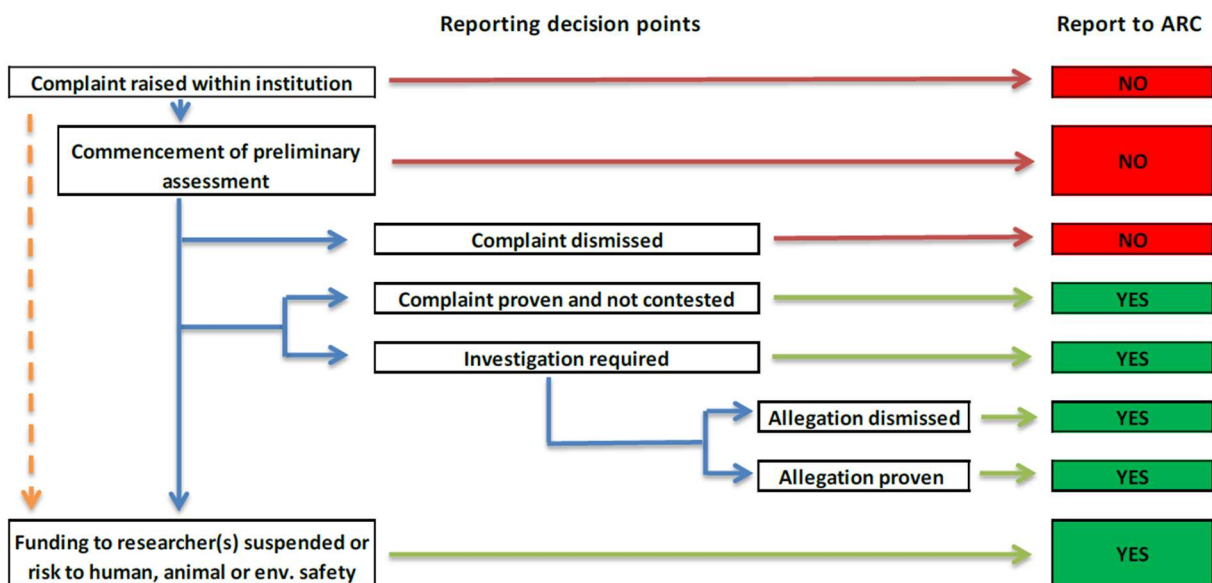 Reporting decision points
Report to ARC
Complaint raised within institution
NO
Commencement of preliminary
assessment
NO
Complaint dismissed
NO
Complaint proven and not contested
YES
Investigation required
YES
Allegation dismissed
YES
Allegation proven
YES
Funding to researcher(s) suspended or
risk to human, animal or env. safety
YES